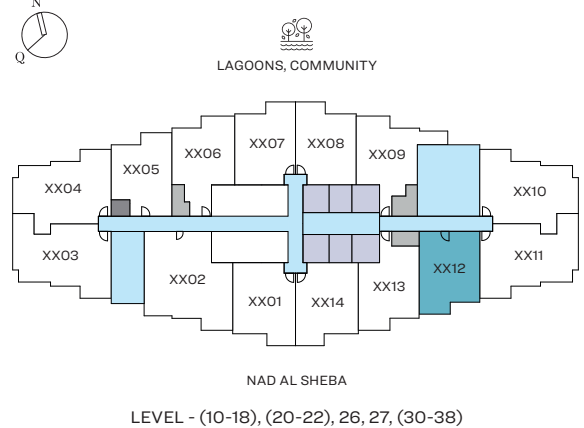 N
Q
LAGOONS, COMMUNITY
XX07
XX08
XX06
XX09
XX05
XX04
XX10
XX03
XX11
XX02
XX12
XX13
XX01
XX14
NAD AL SHEBA
LEVEL - (10-18), (20-22), 26, 27, (30-38)